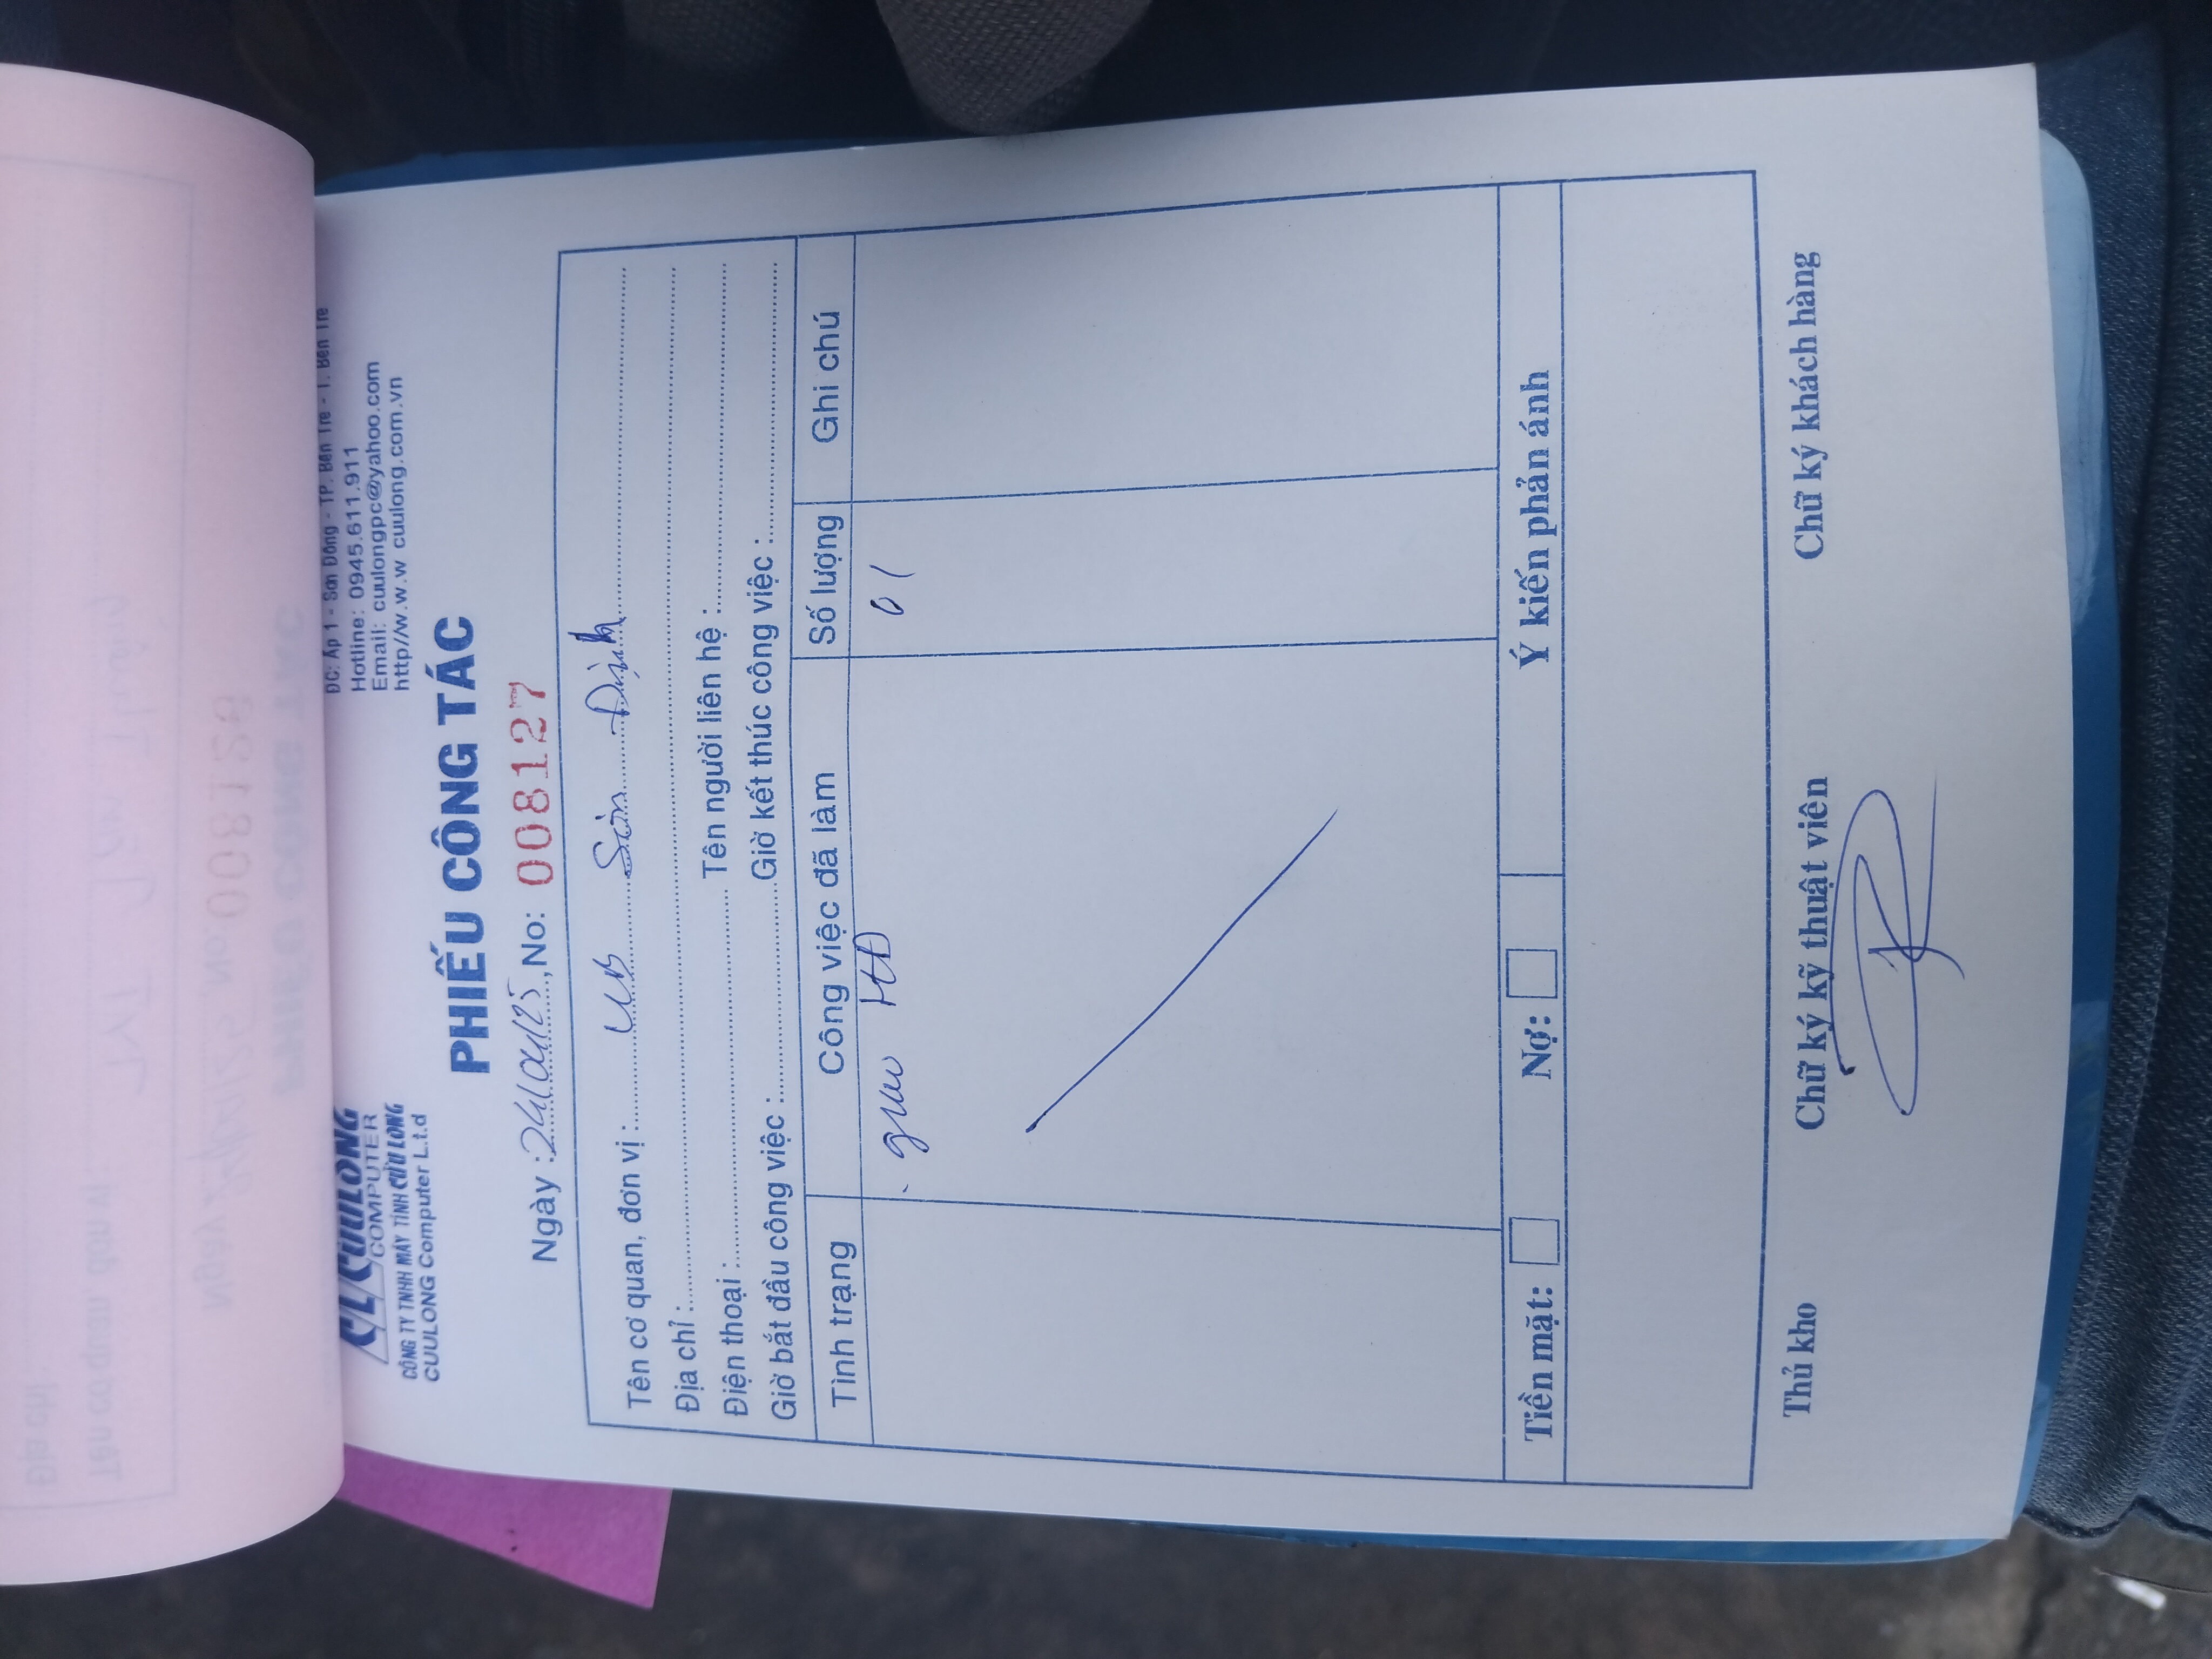 CL CUULONG
COMPUTER
CÔNG TY TNHH MÁY TÍNH CỬU LONG
CUULONG Computer L.t.d
ĐC: Ấp 1 - Sơn Đông - TP. Bến Tre - T. Bến Tre
Hotline: 0945.611.911
Email: cuulongpc@yahoo.com
http//w.w.w cuulong.com.vn
PHIẾU CÔNG TÁC
Ngày : 24/04/25, No: 008127
Tên cơ quan, đơn vị : UB Sơn Định
Địa chỉ :
Điện thoại : Tên người liên hệ :
Giờ bắt đầu công việc : Giờ kết thúc công việc :
Tình trạng Công việc đã làm Số lượng Ghi chú
giao HĐ 01
Tiền mặt: Nợ: Ý kiến phản ánh
Thủ kho Chữ ký kỹ thuật viên Chữ ký khách hàng